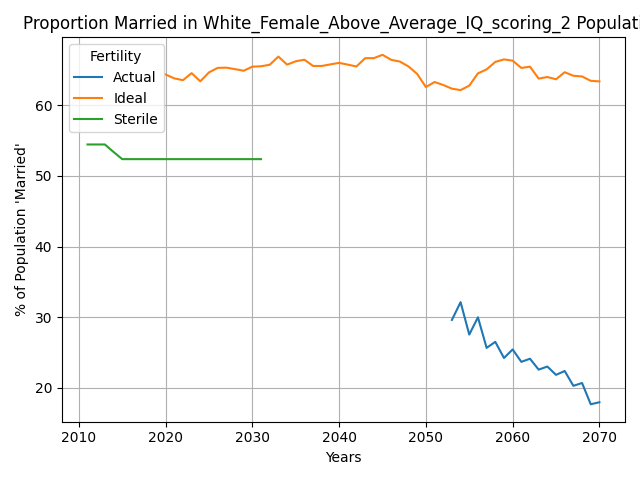 Proportion Married in White_Female_Above_Average_IQ_scoring_2 Populati
Fertility
Actual
Ideal
Sterile
% of Population 'Married'
60
50
40
30
20
2010 2020 2030 2040 2050 2060 2070
Years